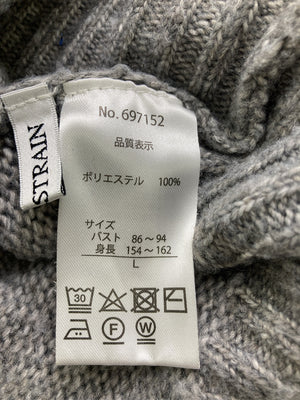 STRAIN
No. 697152
品質表示
ポリエステル 100%
サイズ
バスト 86～94
身長 154～162
L
30
F
W